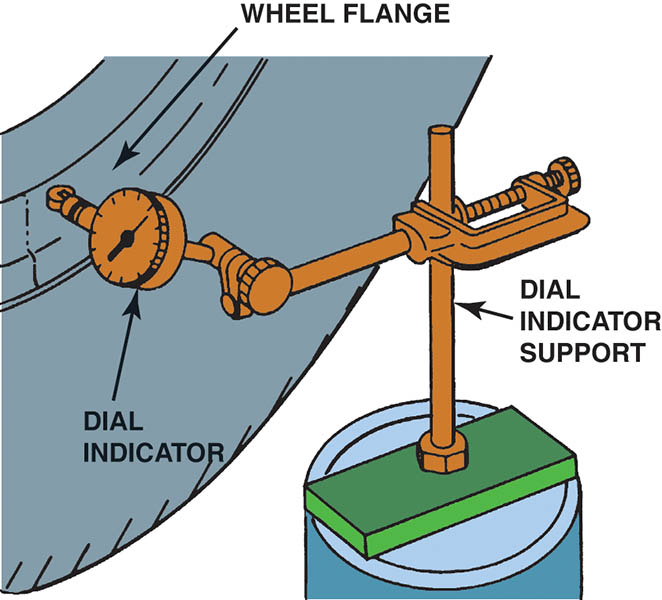 WHEEL FLANGE
DIAL
INDICATOR
SUPPORT
DIAL
INDICATOR